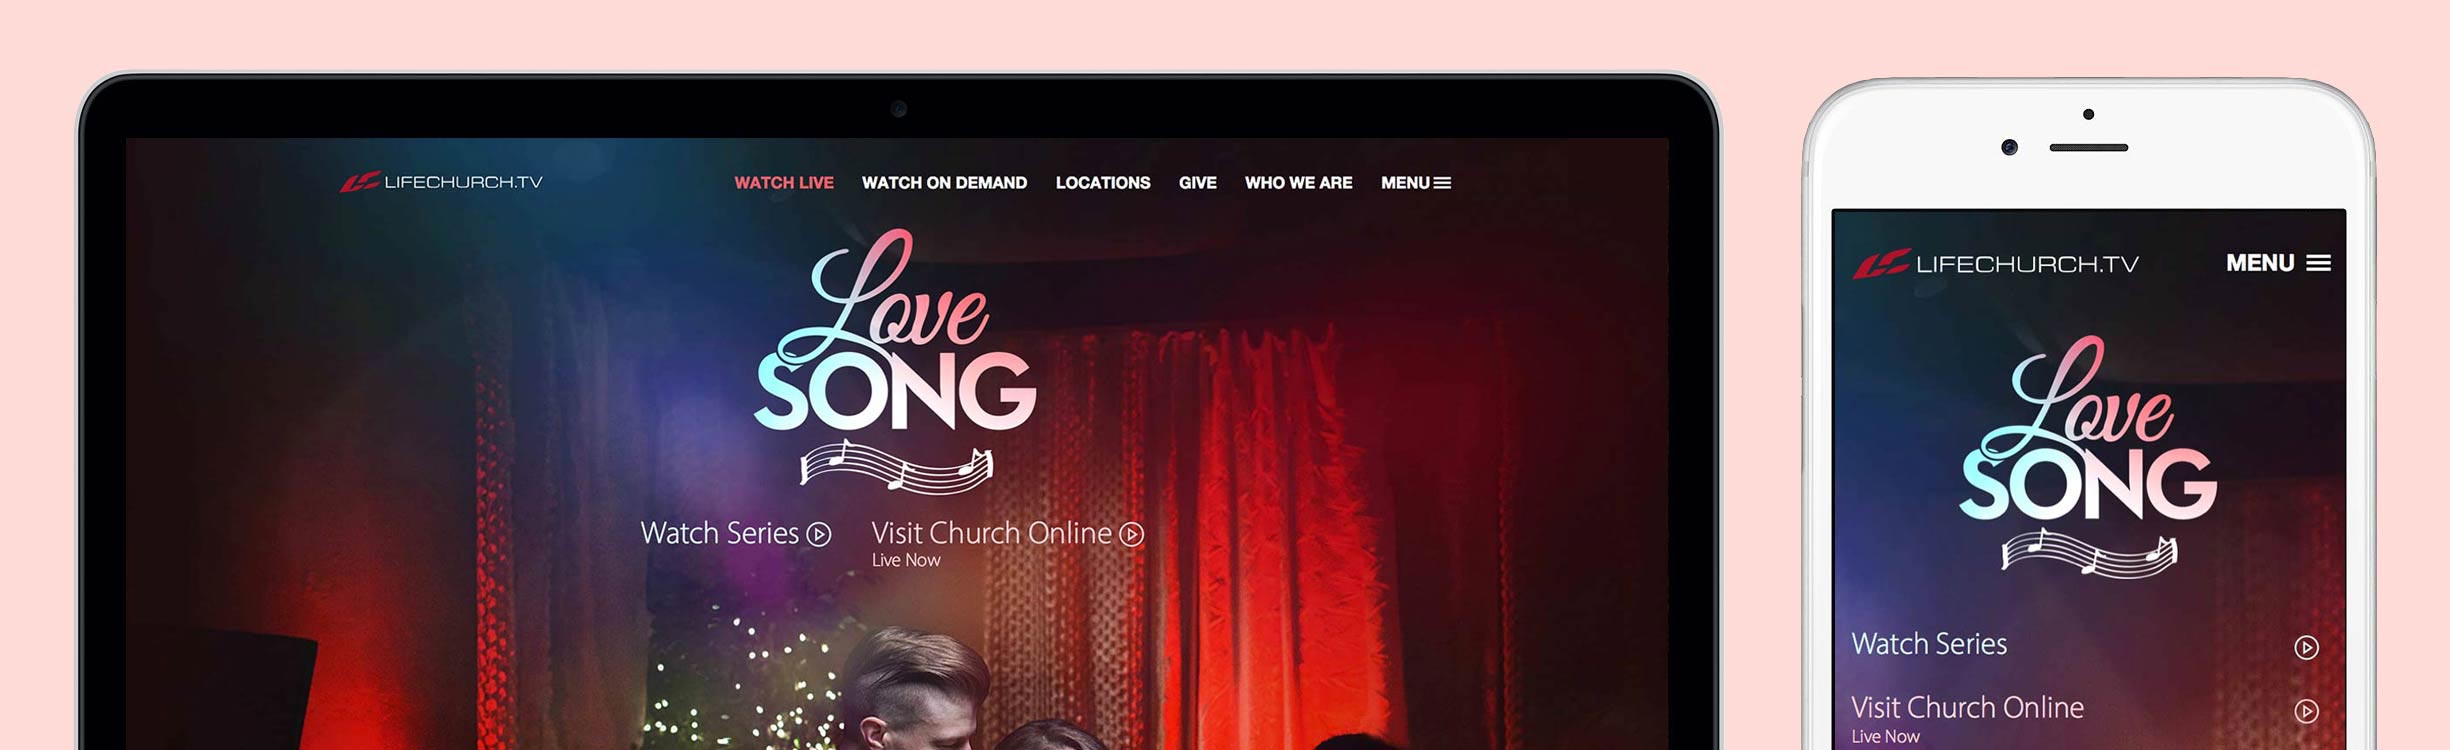 LIFECHURCH.TV
WATCH LIVE WATCH ON DEMAND LOCATIONS GIVE WHO WE ARE MENU
Love
SONG
Watch Series Visit Church Online
Live Now
LIFECHURCH.TV MENU
Love
SONG
Watch Series
Visit Church Online
Live Now